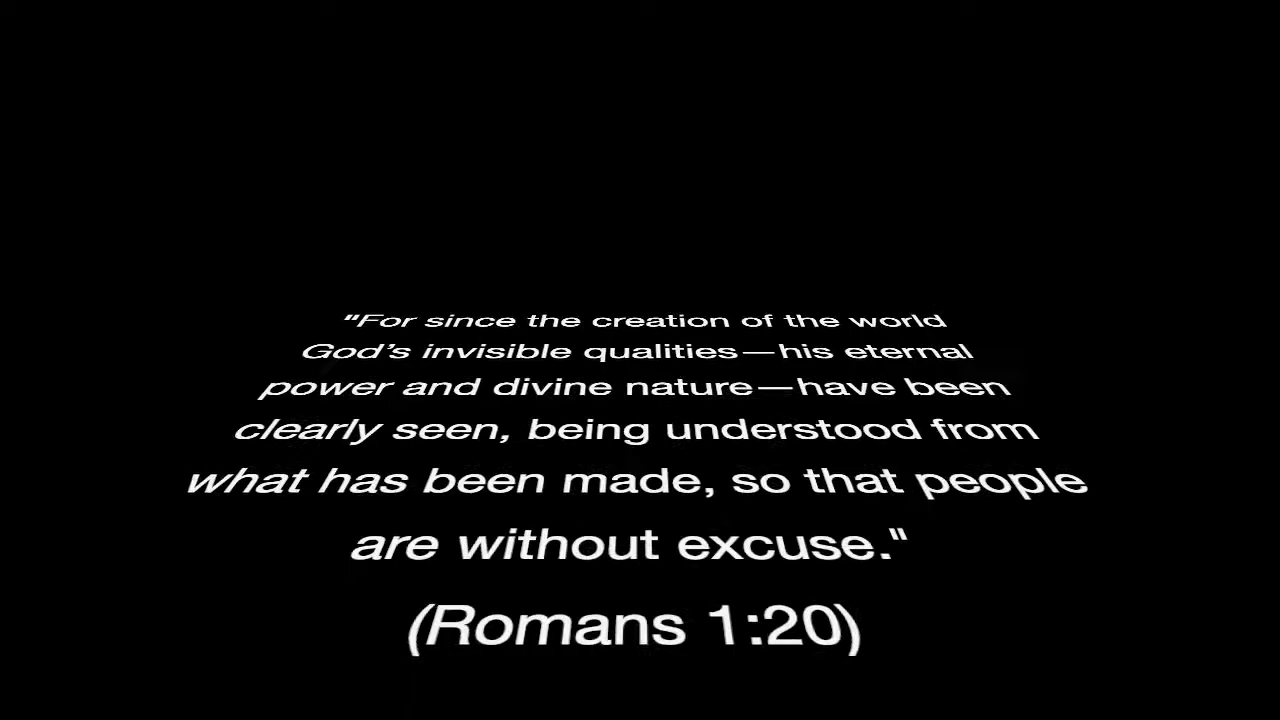 "For since the creation of the world
God’s invisible qualities—his eternal
power and divine nature—have been
clearly seen, being understood from
what has been made, so that people
are without excuse."
(Romans 1:20)